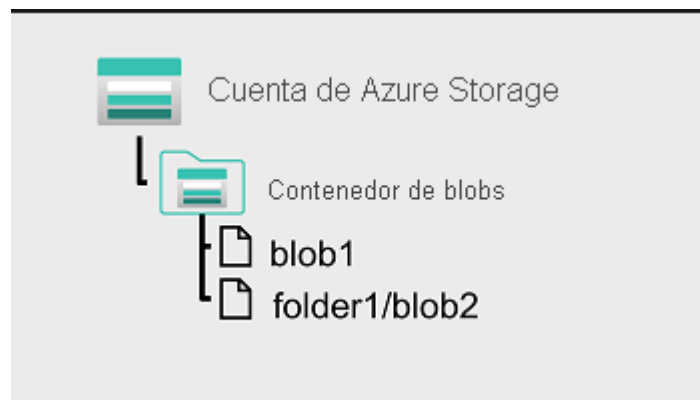 Cuenta de Azure Storage
Contenedor de blobs
blob1
folder1/blob2